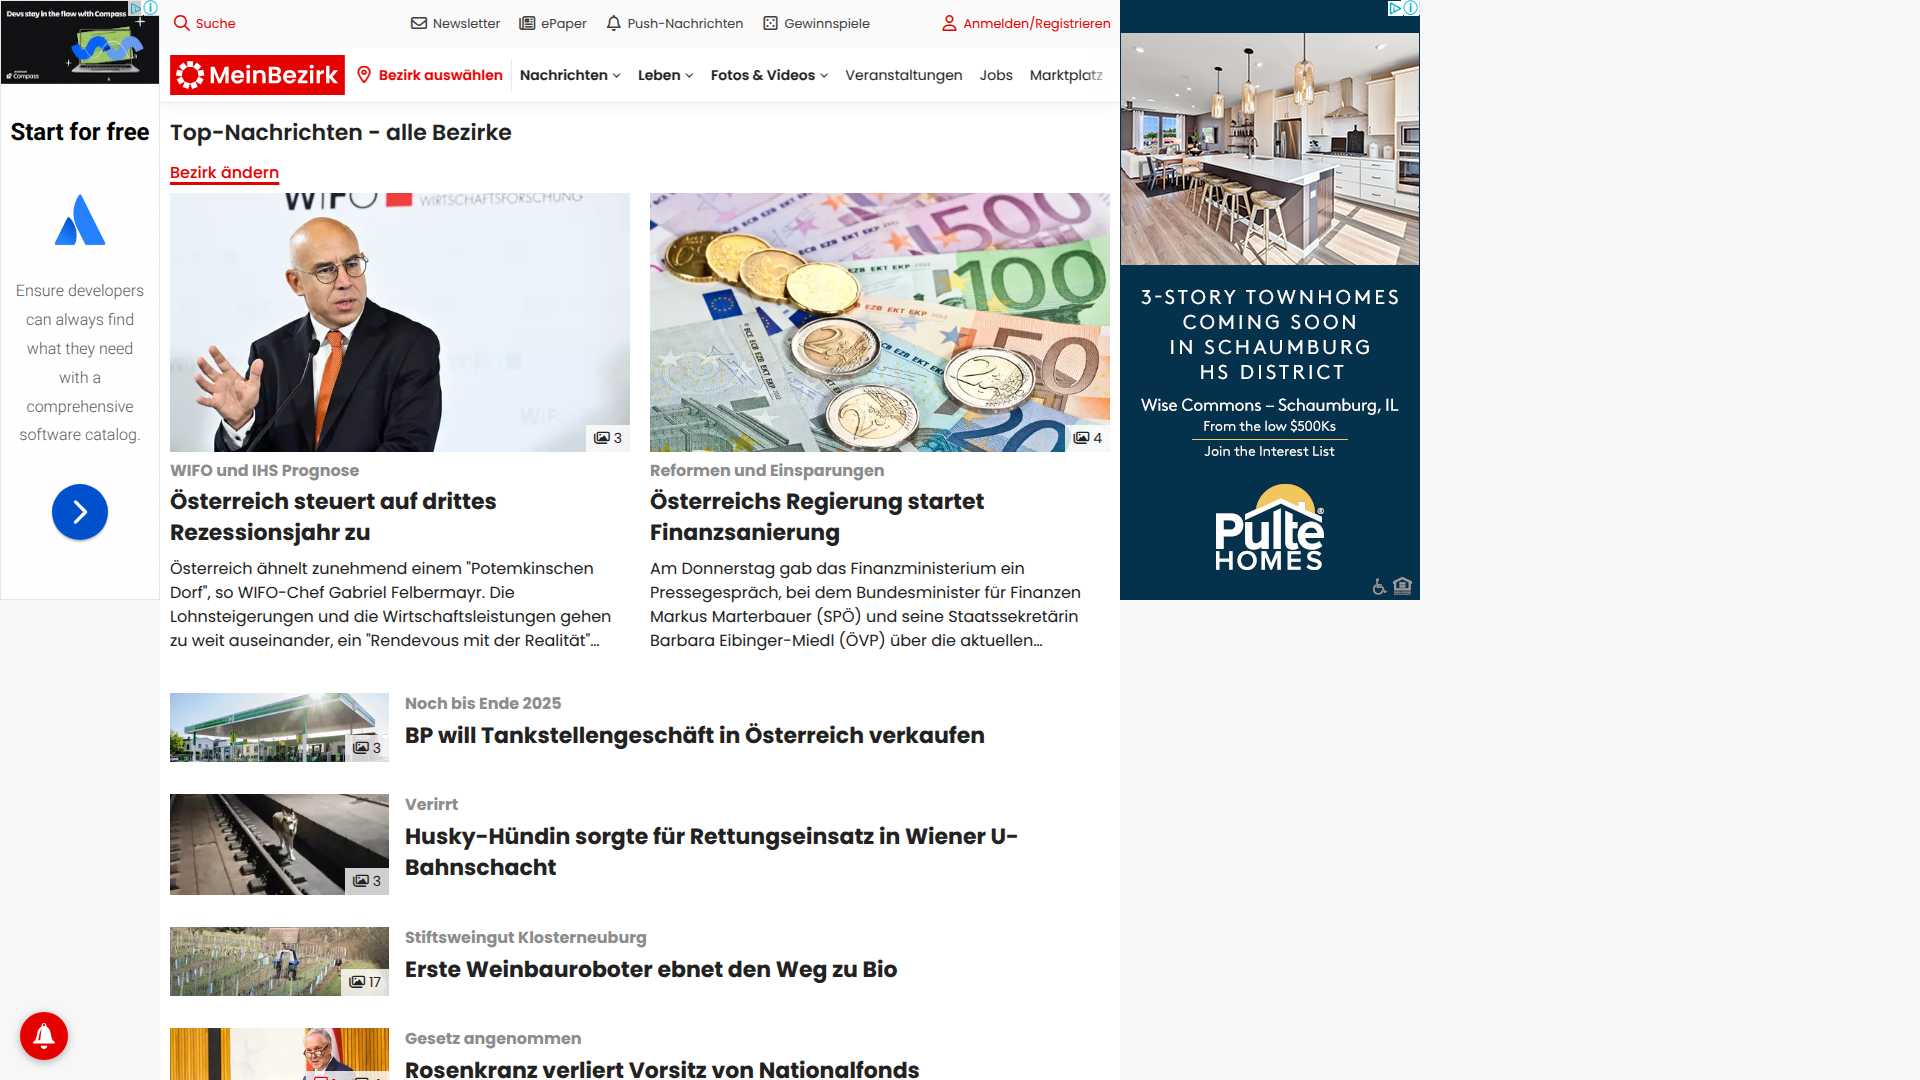 Devs stay in the flow with Compass
Compass
Start for free
Ensure developers
can always find
what they need
with a
comprehensive
software catalog.
Suche
Newsletter
ePaper
Push-Nachrichten
Gewinnspiele
Anmelden/Registrieren
MeinBezirk
Bezirk auswählen
Nachrichten
Leben
Fotos & Videos
Veranstaltungen
Jobs
Marktplatz
Top-Nachrichten - alle Bezirke
Bezirk ändern
WIFO
WIRTSCHAFTSFORSCHUNG
3
WIFO und IHS Prognose
Österreich steuert auf drittes
Rezessionsjahr zu
Österreich ähnelt zunehmend einem "Potemkinschen
Dorf", so WIFO-Chef Gabriel Felbermayr. Die
Lohnsteigerungen und die Wirtschaftsleistungen gehen
zu weit auseinander, ein "Rendevous mit der Realität"...
500
100
50
20
4
Reformen und Einsparungen
Österreichs Regierung startet
Finanzsanierung
Am Donnerstag gab das Finanzministerium ein
Pressegespräch, bei dem Bundesminister für Finanzen
Markus Marterbauer (SPÖ) und seine Staatssekretärin
Barbara Eibinger-Miedl (ÖVP) über die aktuellen...
3
Noch bis Ende 2025
BP will Tankstellengeschäft in Österreich verkaufen
3
Verirrt
Husky-Hündin sorgte für Rettungseinsatz in Wiener U-
Bahnschacht
17
Stiftsweingut Klosterneuburg
Erste Weinbauroboter ebnet den Weg zu Bio
Gesetz angenommen
Rosenkranz verliert Vorsitz von Nationalfonds
3-STORY TOWNHOMES
COMING SOON
IN SCHAUMBURG
HS DISTRICT
Wise Commons – Schaumburg, IL
From the low $500Ks
Join the Interest List
Pulte®
HOMES